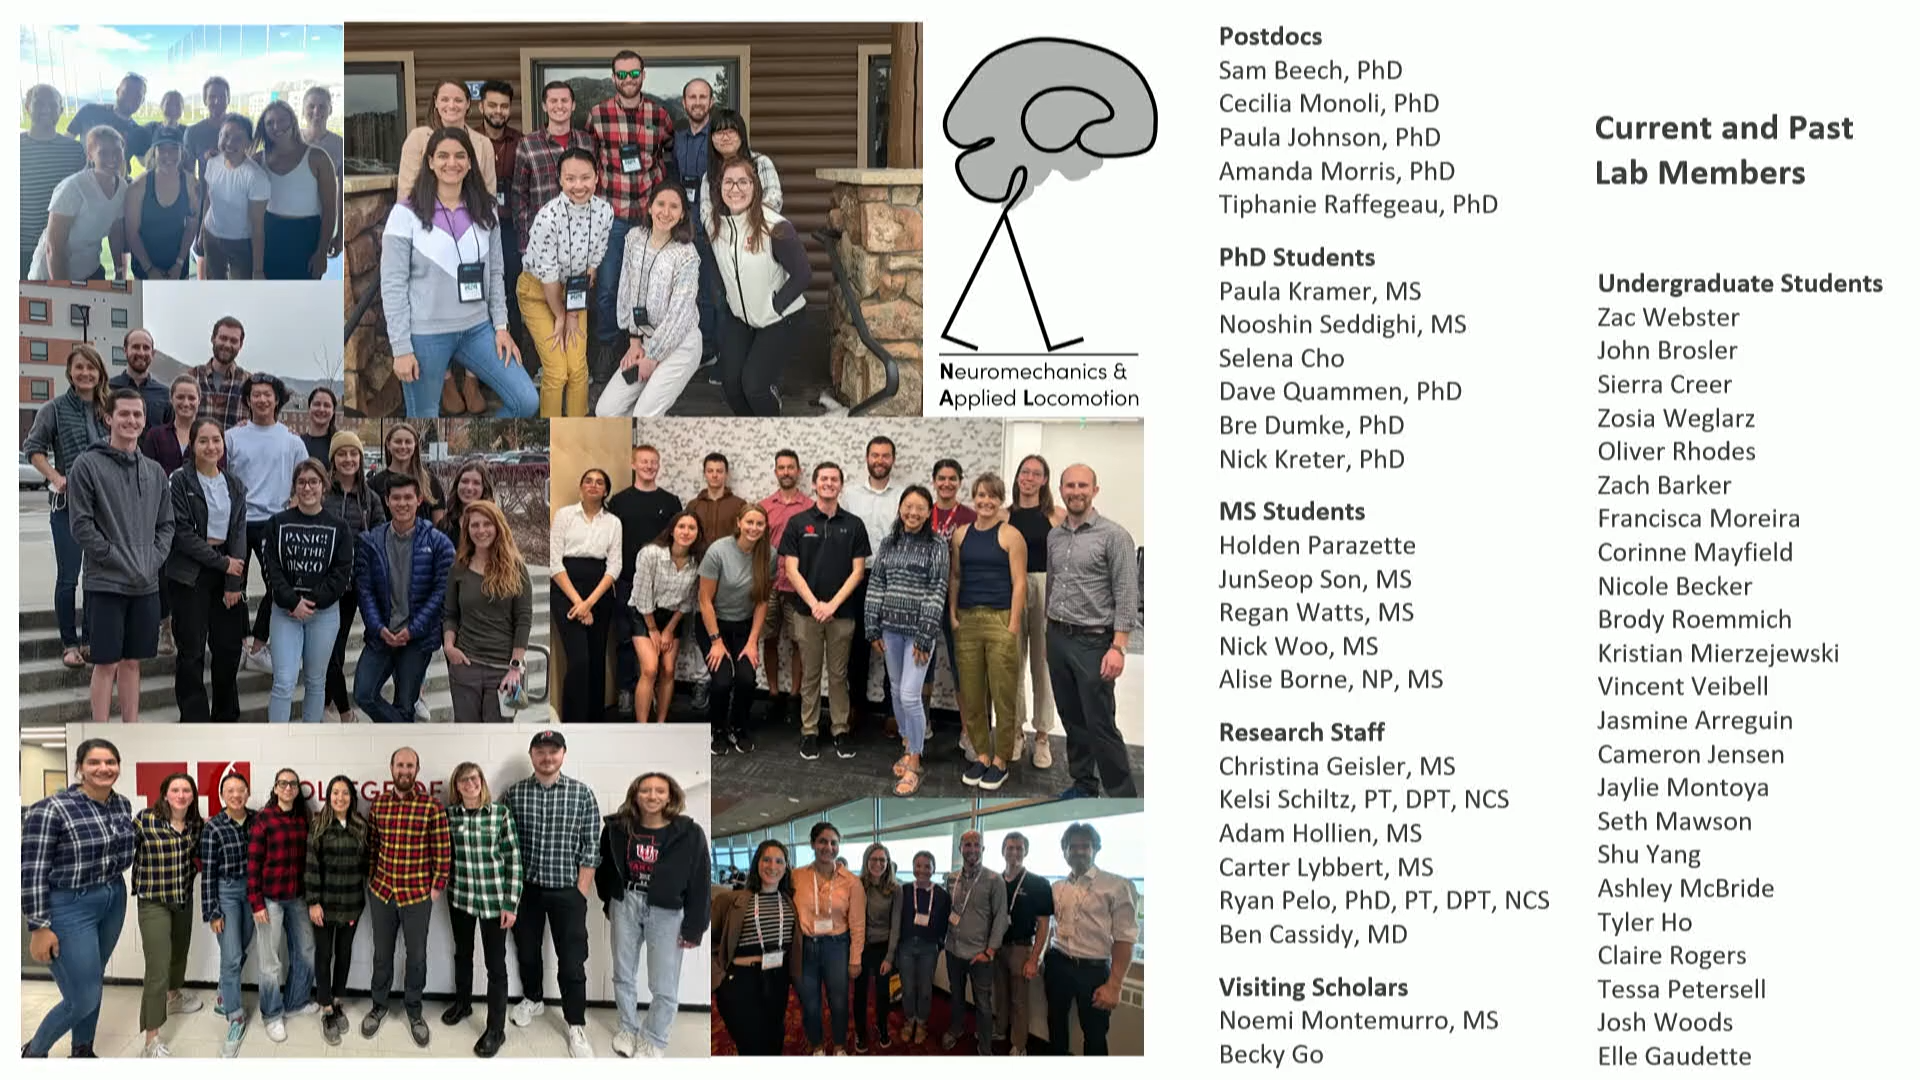 Neuromechanics &
Applied Locomotion
PANIC!
AT THE
DISCO
COLLEGE OF
U
Postdocs
Sam Beech, PhD
Cecilia Monoli, PhD
Paula Johnson, PhD
Amanda Morris, PhD
Tiphanie Raffegeau, PhD
PhD Students
Paula Kramer, MS
Nooshin Seddighi, MS
Selena Cho
Dave Quammen, PhD
Bre Dumke, PhD
Nick Kreter, PhD
MS Students
Holden Parazette
JunSeop Son, MS
Regan Watts, MS
Nick Woo, MS
Alise Borne, NP, MS
Research Staff
Christina Geisler, MS
Kelsi Schiltz, PT, DPT, NCS
Adam Hollien, MS
Carter Lybbert, MS
Ryan Pelo, PhD, PT, DPT, NCS
Ben Cassidy, MD
Visiting Scholars
Noemi Montemurro, MS
Becky Go
Current and Past
Lab Members
Undergraduate Students
Zac Webster
John Brosler
Sierra Creer
Zosia Weglarz
Oliver Rhodes
Zach Barker
Francisca Moreira
Corinne Mayfield
Nicole Becker
Brody Roemmich
Kristian Mierzejewski
Vincent Veibell
Jasmine Arreguin
Cameron Jensen
Jaylie Montoya
Seth Mawson
Shu Yang
Ashley McBride
Tyler Ho
Claire Rogers
Tessa Petersell
Josh Woods
Elle Gaudette